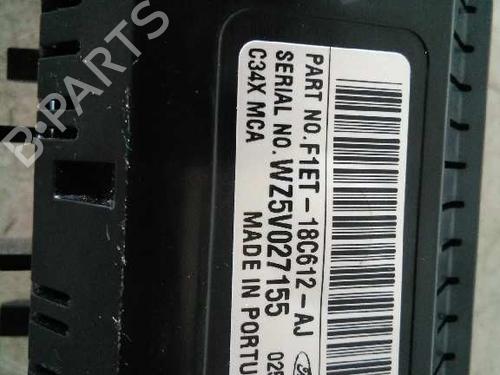 PART NO. F1ET - 18C612 - AJ
SERIAL NO. WZ5V027155
C34X MCA MADE IN PORTU
B-PARTS